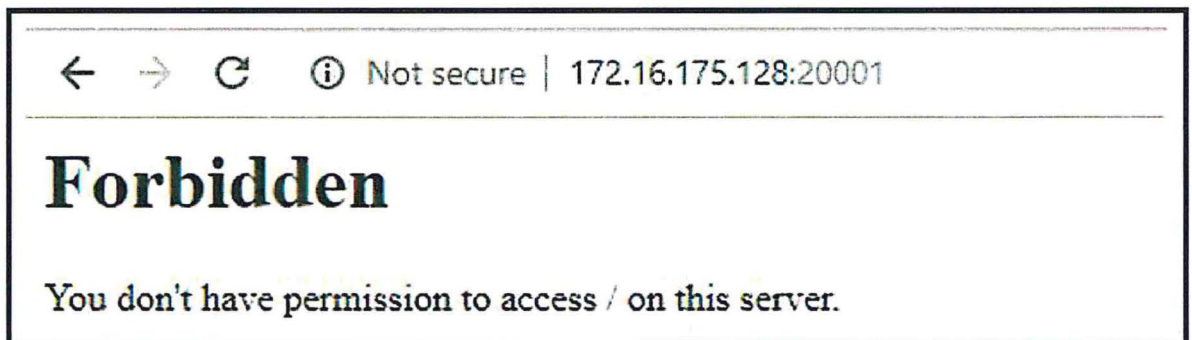 Not secure | 172.16.175.128:20001
Forbidden
You don't have permission to access / on this server.